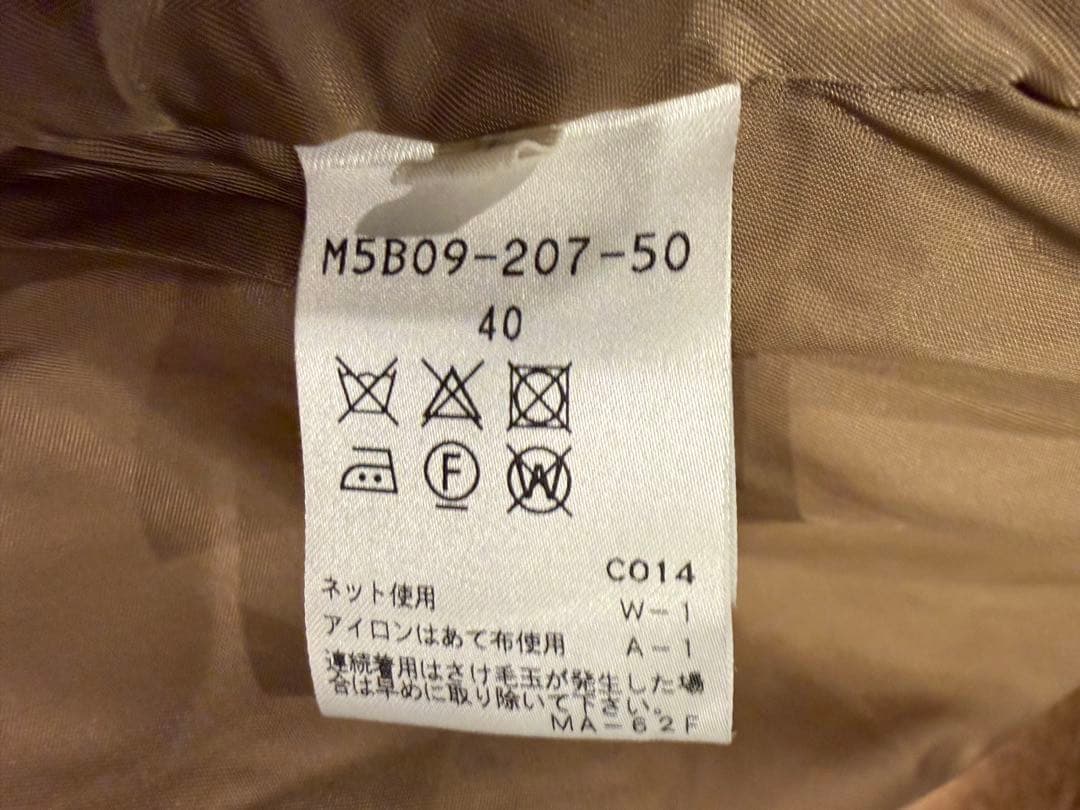 M5B09-207-50
40
F W
C014
ネット使用 W-1
アイロンはあて布使用 A-1
連続着用はさけ毛玉が発生した場
合は早めに取り除いて下さい。
MA-62F